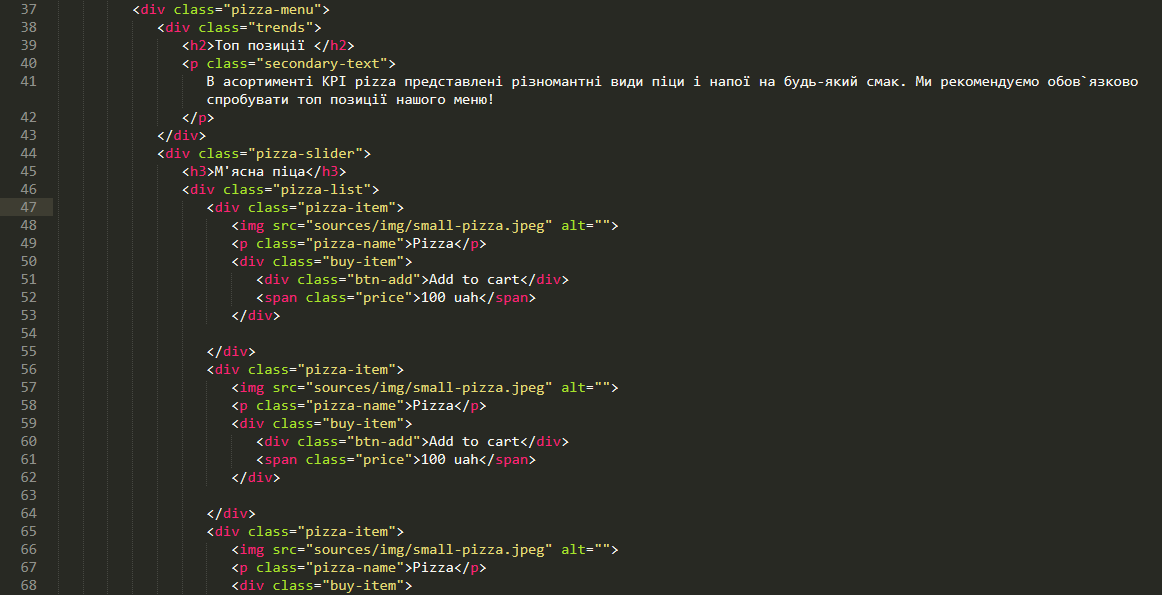 37 <div class="pizza-menu">
38 <div class="trends">
39 <h2>Топ позиції </h2>
40 <p class="secondary-text">
41 В асортименті KPI pizza представлені різномантні види піци і напої на будь-який смак. Ми рекомендуємо обов`язково
спробувати топ позиції нашого меню!
42 </p>
43 </div>
44 <div class="pizza-slider">
45 <h3>М'ясна піца</h3>
46 <div class="pizza-list">
47 <div class="pizza-item">
48 <img src="sources/img/small-pizza.jpeg" alt="">
49 <p class="pizza-name">Pizza</p>
50 <div class="buy-item">
51 <div class="btn-add">Add to cart</div>
52 <span class="price">100 uah</span>
53 </div>
54
55 </div>
56 <div class="pizza-item">
57 <img src="sources/img/small-pizza.jpeg" alt="">
58 <p class="pizza-name">Pizza</p>
59 <div class="buy-item">
60 <div class="btn-add">Add to cart</div>
61 <span class="price">100 uah</span>
62 </div>
63
64 </div>
65 <div class="pizza-item">
66 <img src="sources/img/small-pizza.jpeg" alt="">
67 <p class="pizza-name">Pizza</p>
68 <div class="buy-item">